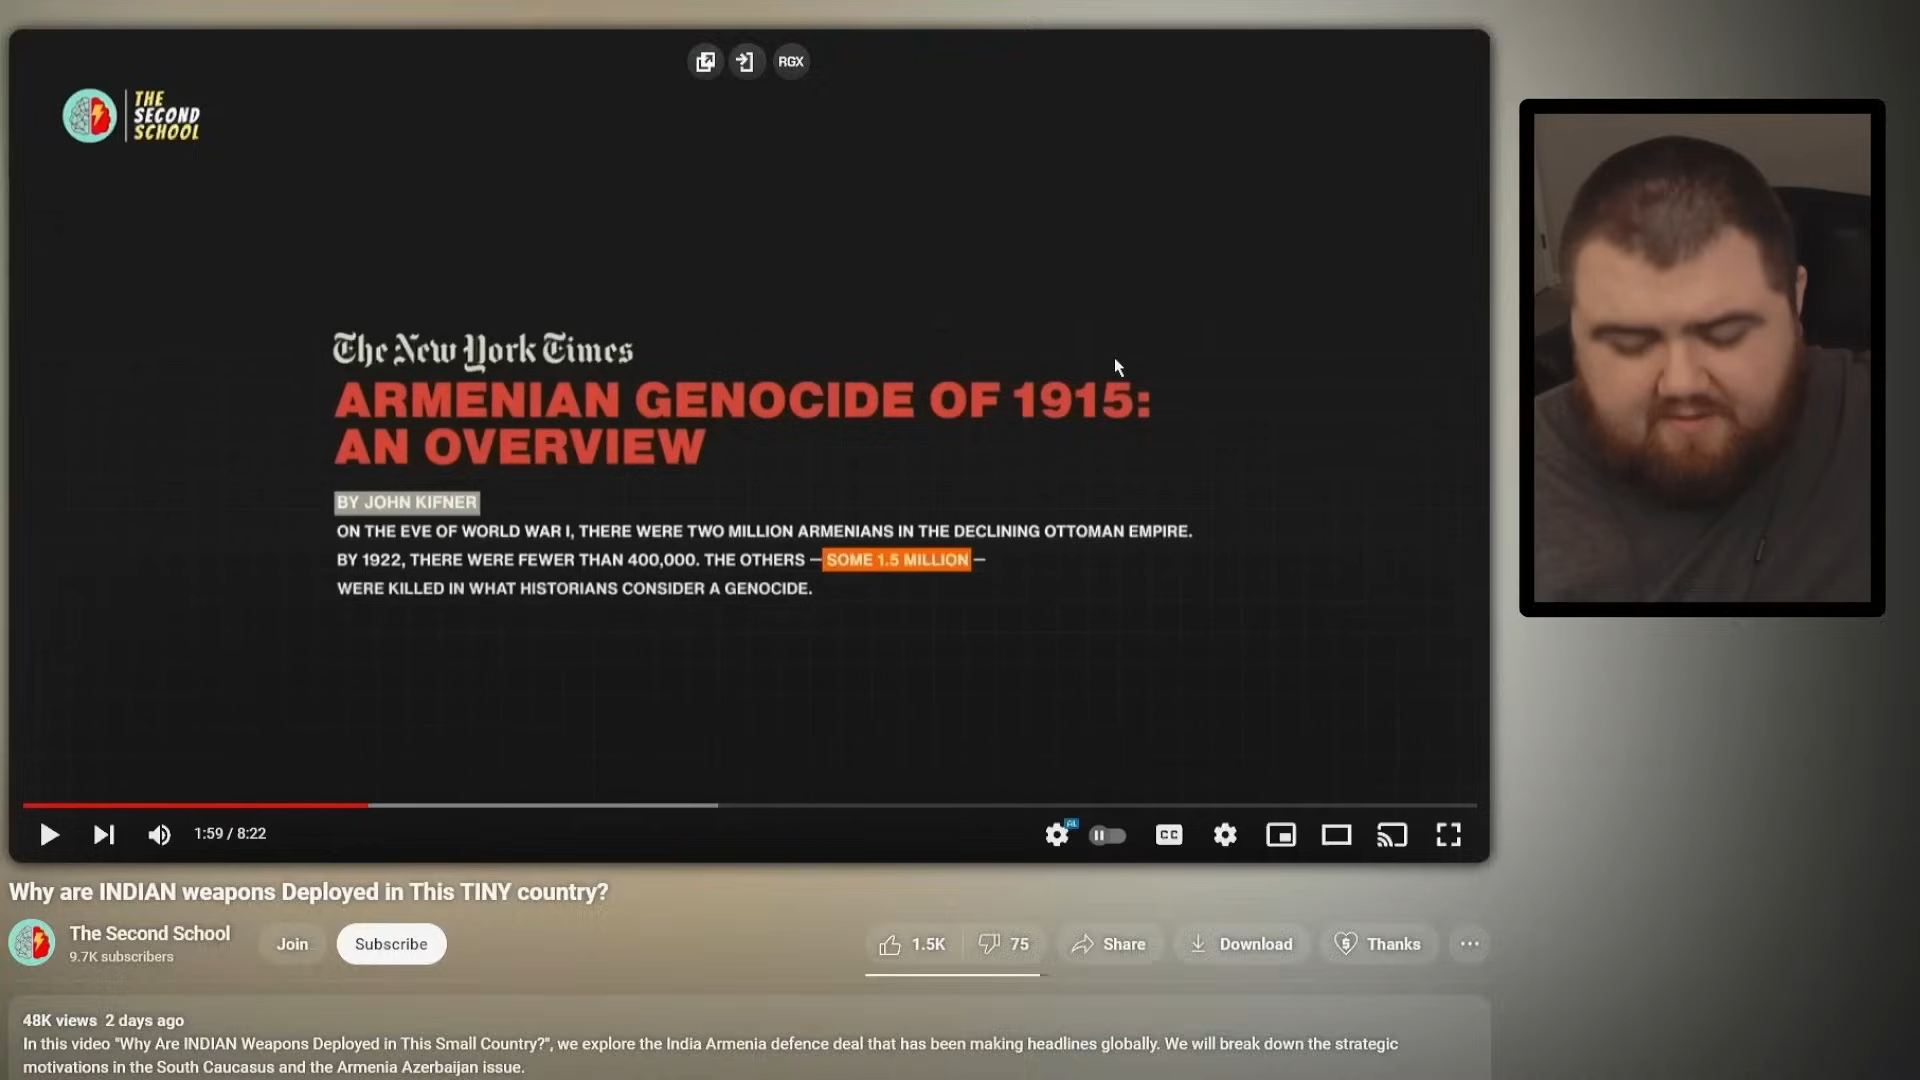 RGX
THE
SECOND
SCHOOL
The New York Times
ARMENIAN GENOCIDE OF 1915:
AN OVERVIEW
BY JOHN KIFNER
ON THE EVE OF WORLD WAR I, THERE WERE TWO MILLION ARMENIANS IN THE DECLINING OTTOMAN EMPIRE.
BY 1922, THERE WERE FEWER THAN 400,000. THE OTHERS — SOME 1.5 MILLION —
WERE KILLED IN WHAT HISTORIANS CONSIDER A GENOCIDE.
1:59 / 8:22
CC
Why are INDIAN weapons Deployed in This TINY country?
The Second School
9.7K subscribers
Join
Subscribe
1.5K
75
Share
Download
Thanks
48K views 2 days ago
In this video "Why Are INDIAN Weapons Deployed in This Small Country?", we explore the India Armenia defence deal that has been making headlines globally. We will break down the strategic
motivations in the South Caucasus and the Armenia Azerbaijan issue.